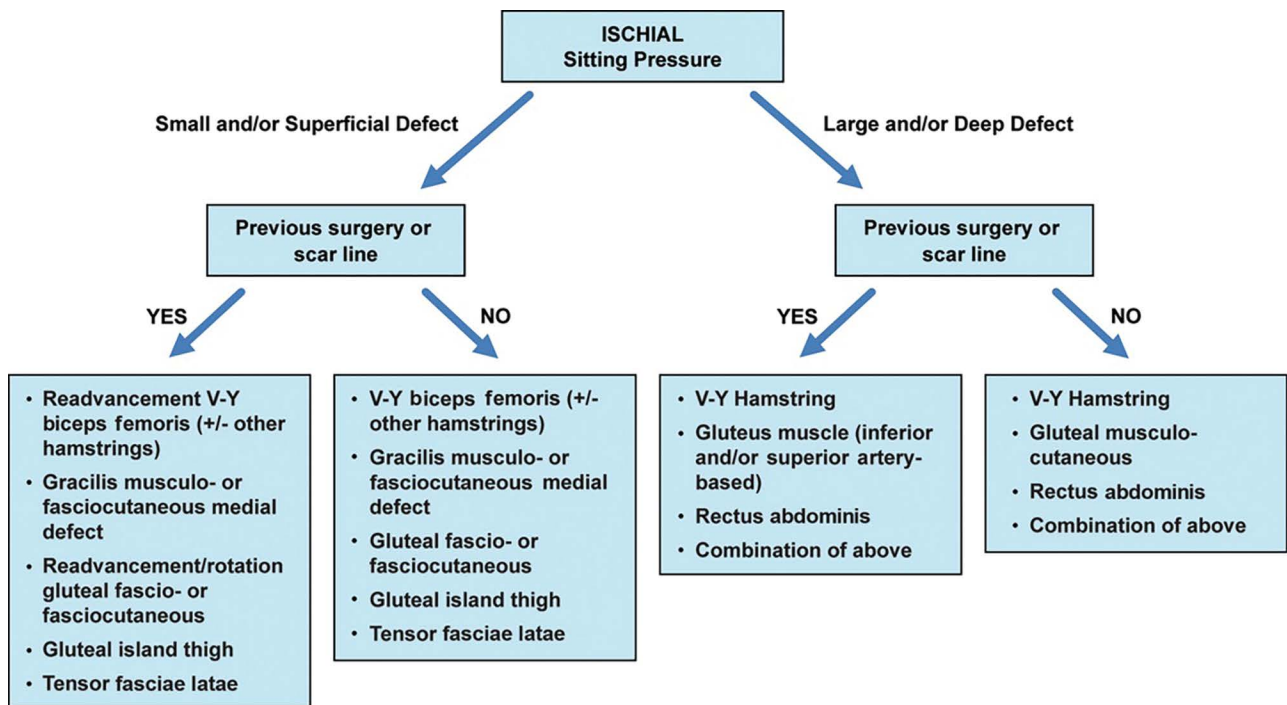 ISCHIAL
Sitting Pressure
Small and/or Superficial Defect
Large and/or Deep Defect
Previous surgery or
scar line
Previous surgery or
scar line
YES
NO
YES
NO
• Readvancement V-Y
biceps femoris (+/- other
hamstrings)
• Gracilis musculo- or
fasciocutaneous medial
defect
• Readvancement/rotation
gluteal fascio- or
fasciocutaneous
• Gluteal island thigh
• Tensor fasciae latae
• V-Y biceps femoris (+/-
other hamstrings)
• Gracilis musculo- or
fasciocutaneous medial
defect
• Gluteal fascio- or
fasciocutaneous
• Gluteal island thigh
• Tensor fasciae latae
• V-Y Hamstring
• Gluteus muscle (inferior
and/or superior artery-
based)
• Rectus abdominis
• Combination of above
• V-Y Hamstring
• Gluteal musculo-
cutaneous
• Rectus abdominis
• Combination of above